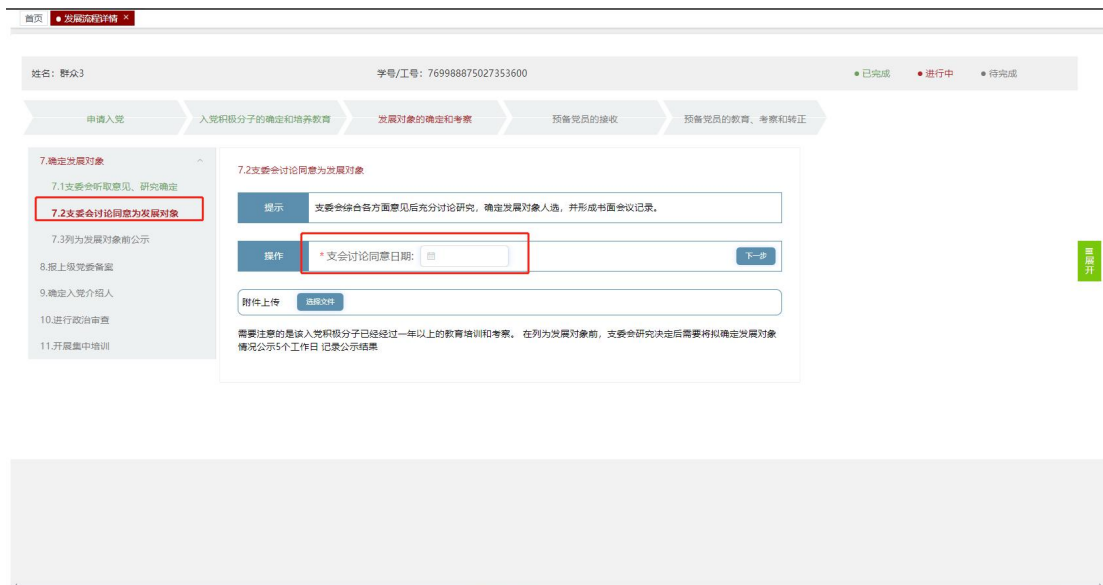 首页 ● 发展流程详情 ×
姓名：群众3 学号/工号：769988875027353600 ●已完成 ●进行中 ●待完成
申请入党 入党积极分子的确定和培养教育 发展对象的确定和考察 预备党员的接收 预备党员的教育、考察和转正
7.确定发展对象
7.1支委会听取意见、研究确定
7.2支委会讨论同意为发展对象
7.3列为发展对象前公示
8.报上级党委备案
9.确定入党介绍人
10.进行政治审查
11.开展集中培训
7.2支委会讨论同意为发展对象
提示 支委会综合各方面意见后充分讨论研究，确定发展对象人选，并形成书面会议记录。
操作 *支会讨论同意日期: 下一步
附件上传 选择文件
需要注意的是该入党积极分子已经经过一年以上的教育培训和考察。 在列为发展对象前，支委会研究决定后需要将拟确定发展对象
情况公示5个工作日 记录公示结果
展开